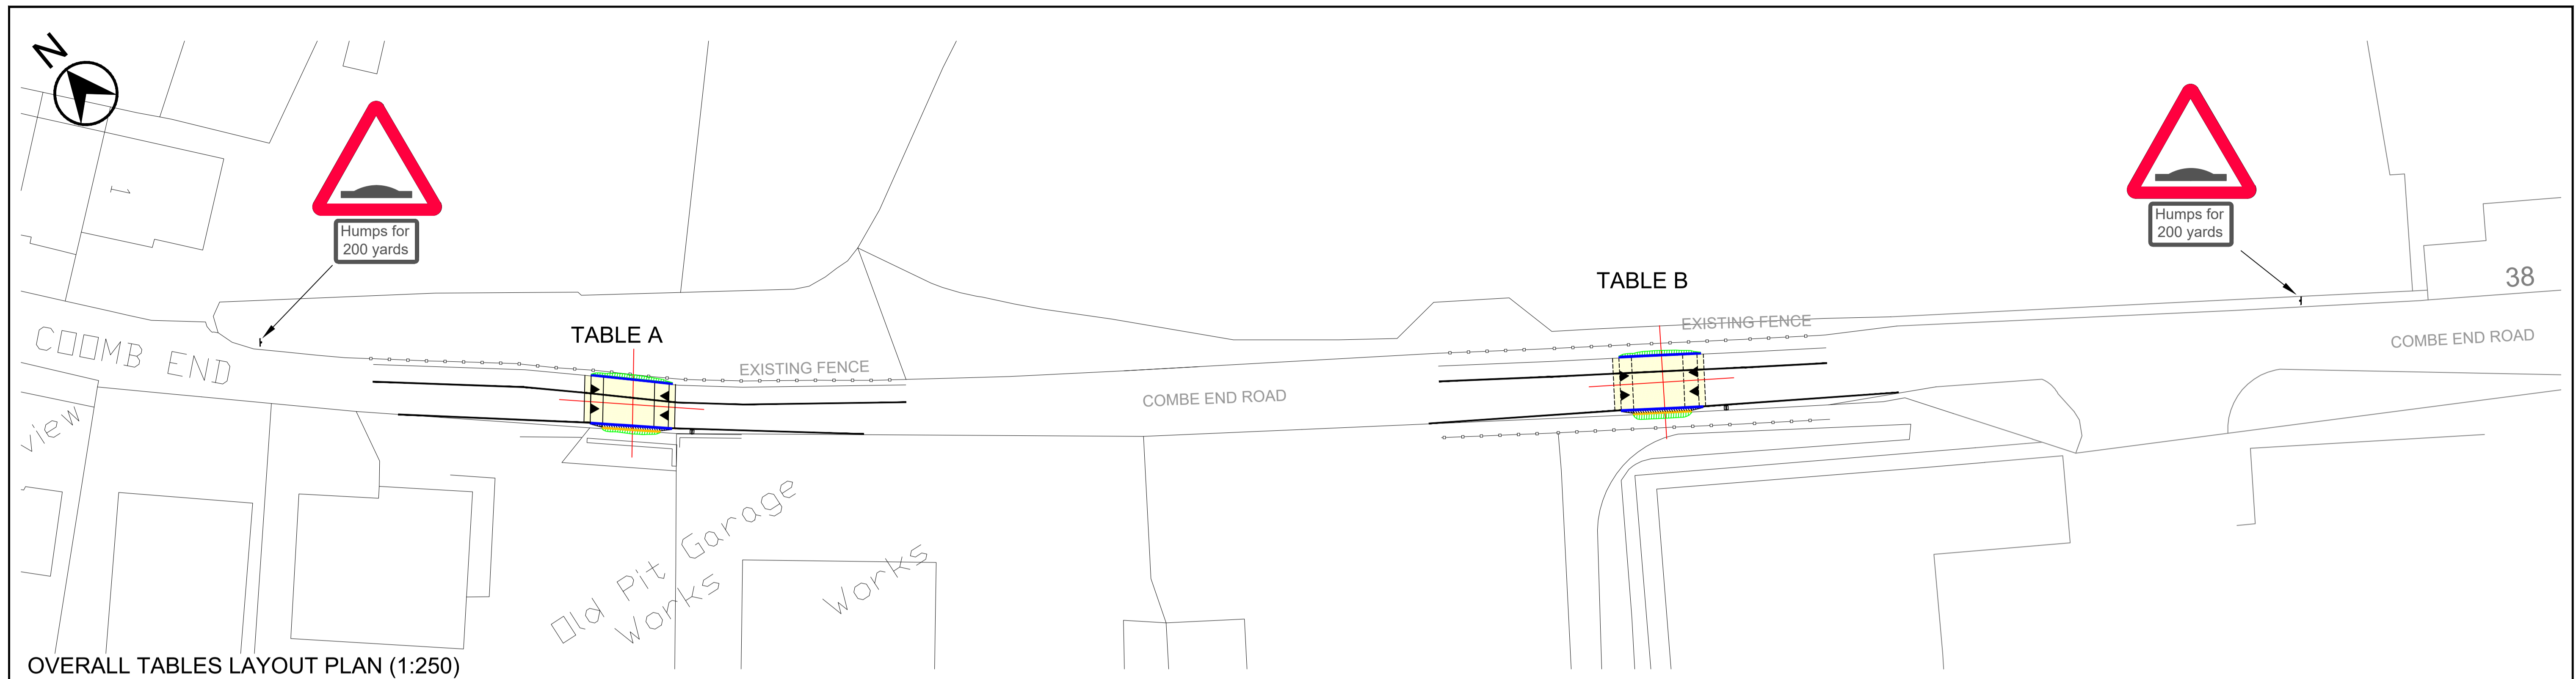 N
1
Humps for
200 yards
Humps for
200 yards
TABLE B
38
EXISTING FENCE
TABLE A
COOMB END
COMBE END ROAD
EXISTING FENCE
COMBE END ROAD
view
Old Pit Garage
Works
Works
OVERALL TABLES LAYOUT PLAN (1:250)